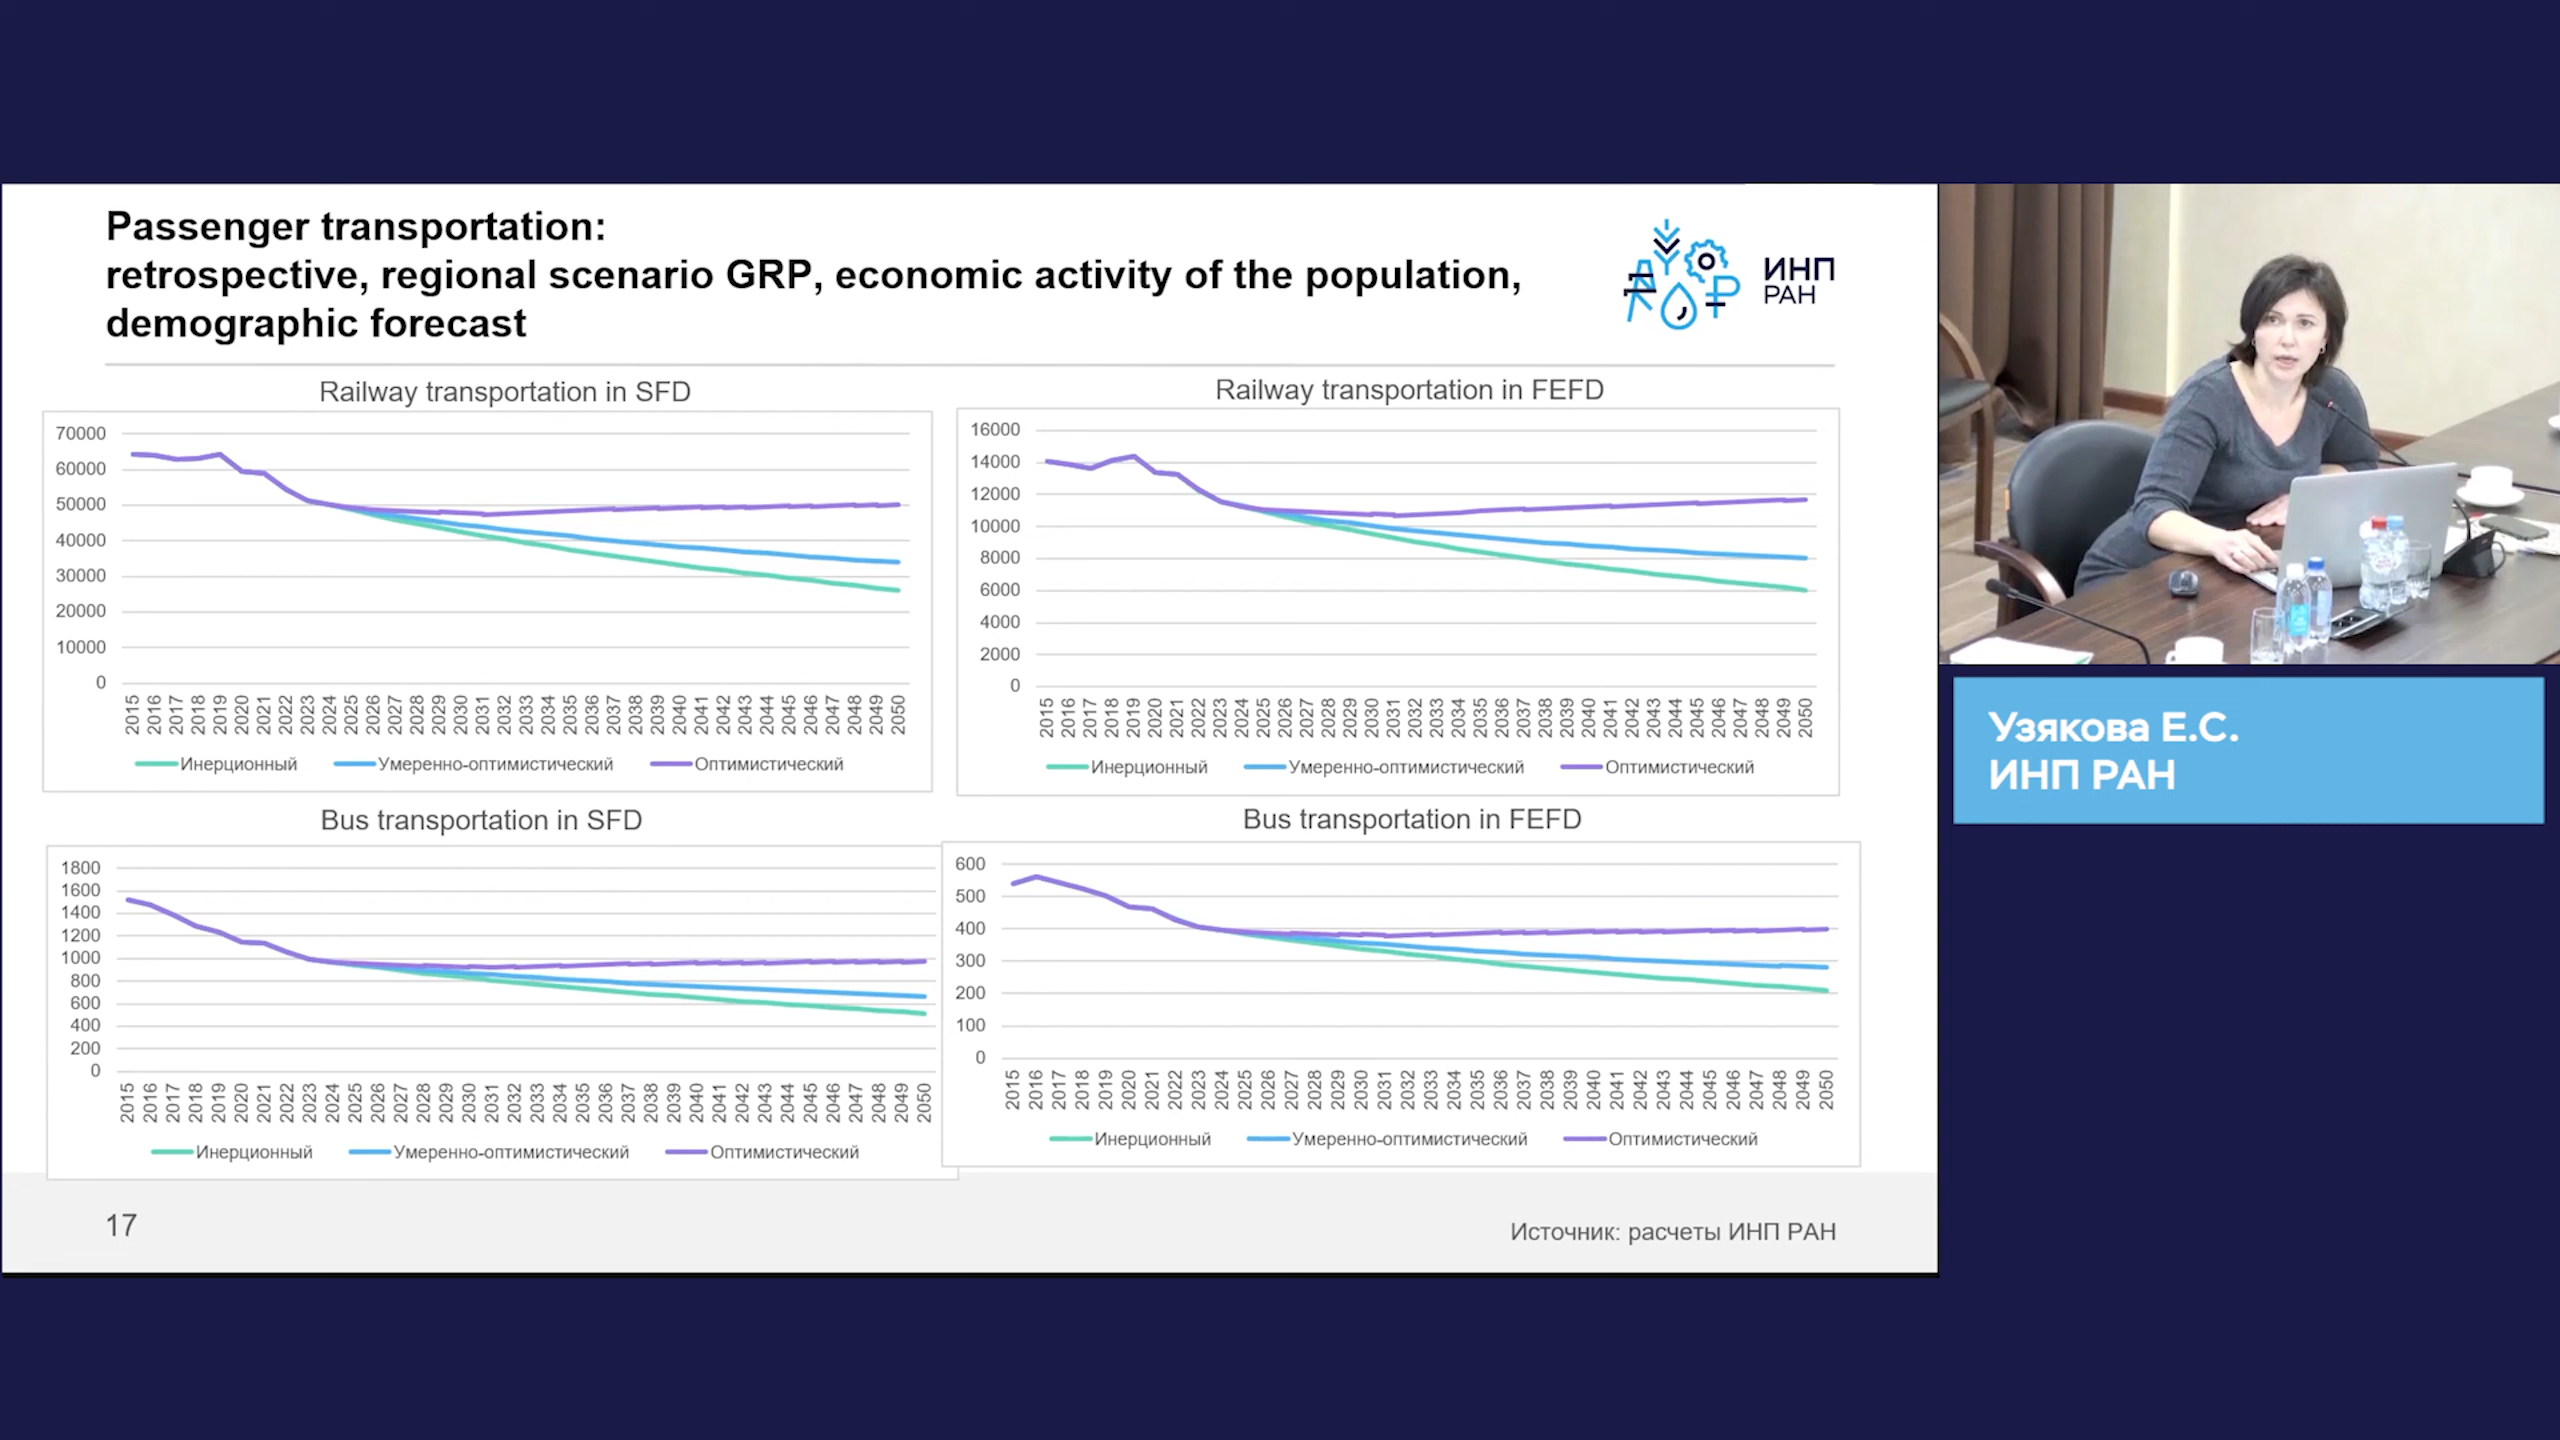 Passenger transportation:
retrospective, regional scenario GRP, economic activity of the population,
demographic forecast
ИНП
РАН
Railway transportation in SFD
70000
60000
50000
40000
30000
20000
10000
0
2015 2016 2017 2018 2019 2020 2021 2022 2023 2024 2025 2026 2027 2028 2029 2030 2031 2032 2033 2034 2035 2036 2037 2038 2039 2040 2041 2042 2043 2044 2045 2046 2047 2048 2049 2050
Инерционный Умеренно-оптимистический Оптимистический
Railway transportation in FEFD
16000
14000
12000
10000
8000
6000
4000
2000
0
2015 2016 2017 2018 2019 2020 2021 2022 2023 2024 2025 2026 2027 2028 2029 2030 2031 2032 2033 2034 2035 2036 2037 2038 2039 2040 2041 2042 2043 2044 2045 2046 2047 2048 2049 2050
Инерционный Умеренно-оптимистический Оптимистический
Bus transportation in SFD
1800
1600
1400
1200
1000
800
600
400
200
0
2015 2016 2017 2018 2019 2020 2021 2022 2023 2024 2025 2026 2027 2028 2029 2030 2031 2032 2033 2034 2035 2036 2037 2038 2039 2040 2041 2042 2043 2044 2045 2046 2047 2048 2049 2050
Инерционный Умеренно-оптимистический Оптимистический
Bus transportation in FEFD
600
500
400
300
200
100
0
2015 2016 2017 2018 2019 2020 2021 2022 2023 2024 2025 2026 2027 2028 2029 2030 2031 2032 2033 2034 2035 2036 2037 2038 2039 2040 2041 2042 2043 2044 2045 2046 2047 2048 2049 2050
Инерционный Умеренно-оптимистический Оптимистический
17
Источник: расчеты ИНП РАН
Узякова Е.С.
ИНП РАН